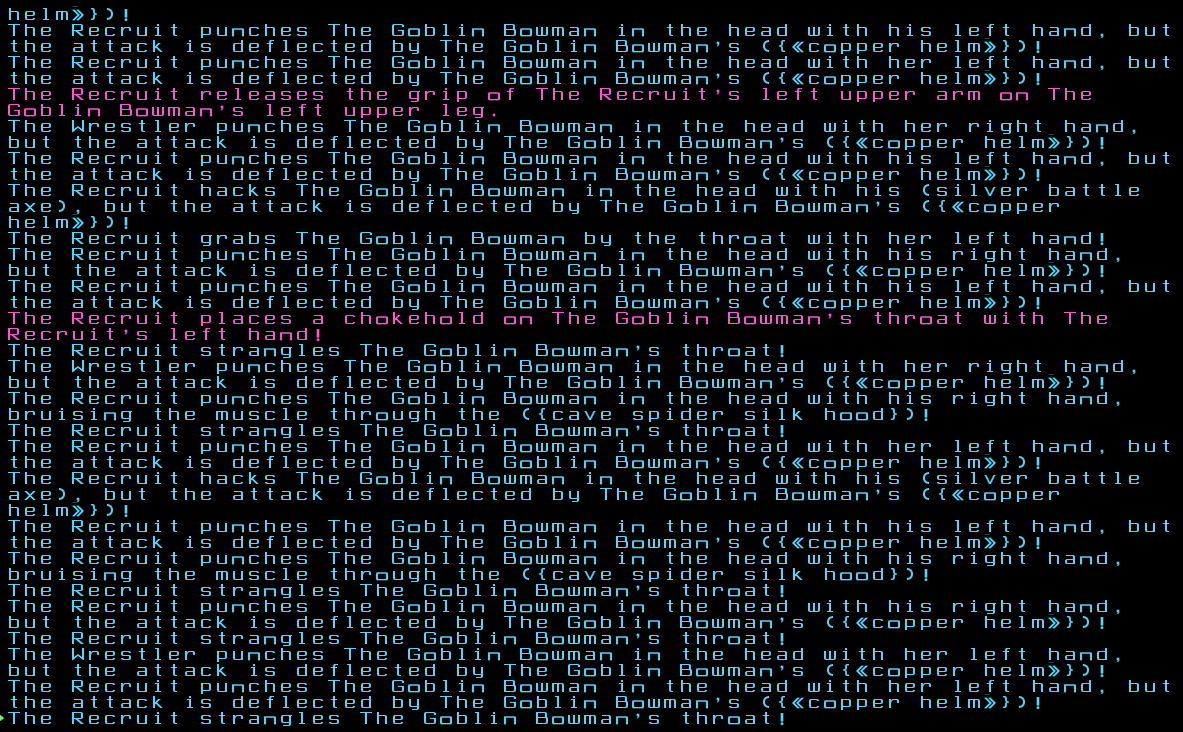 helm»})!
The Recruit punches The Goblin Bowman in the head with his left hand, but
the attack is deflected by The Goblin Bowman's ({«copper helm»})!
The Recruit punches The Goblin Bowman in the head with her left hand, but
the attack is deflected by The Goblin Bowman's ({«copper helm»})!
The Recruit releases the grip of The Recruit's left upper arm on The
Goblin Bowman's left upper leg.
The Wrestler punches The Goblin Bowman in the head with her right hand,
but the attack is deflected by The Goblin Bowman's ({«copper helm»})!
The Recruit punches The Goblin Bowman in the head with his left hand, but
the attack is deflected by The Goblin Bowman's ({«copper helm»})!
The Recruit hacks The Goblin Bowman in the head with his (silver battle
axe), but the attack is deflected by The Goblin Bowman's ({«copper
helm»})!
The Recruit grabs The Goblin Bowman by the throat with her left hand!
The Recruit punches The Goblin Bowman in the head with his right hand,
but the attack is deflected by The Goblin Bowman's ({«copper helm»})!
The Recruit punches The Goblin Bowman in the head with his left hand, but
the attack is deflected by The Goblin Bowman's ({«copper helm»})!
The Recruit places a chokehold on The Goblin Bowman's throat with The
Recruit's left hand!
The Recruit strangles The Goblin Bowman's throat!
The Wrestler punches The Goblin Bowman in the head with her right hand,
but the attack is deflected by The Goblin Bowman's ({«copper helm»})!
The Recruit punches The Goblin Bowman in the head with his right hand,
bruising the muscle through the ({cave spider silk hood})!
The Recruit strangles The Goblin Bowman's throat!
The Recruit punches The Goblin Bowman in the head with her left hand, but
the attack is deflected by The Goblin Bowman's ({«copper helm»})!
The Recruit hacks The Goblin Bowman in the head with his (silver battle
axe), but the attack is deflected by The Goblin Bowman's ({«copper
helm»})!
The Recruit punches The Goblin Bowman in the head with his left hand, but
the attack is deflected by The Goblin Bowman's ({«copper helm»})!
The Recruit punches The Goblin Bowman in the head with his right hand,
bruising the muscle through the ({cave spider silk hood})!
The Recruit strangles The Goblin Bowman's throat!
The Recruit punches The Goblin Bowman in the head with his right hand,
but the attack is deflected by The Goblin Bowman's ({«copper helm»})!
The Recruit strangles The Goblin Bowman's throat!
The Wrestler punches The Goblin Bowman in the head with her left hand,
but the attack is deflected by The Goblin Bowman's ({«copper helm»})!
The Recruit punches The Goblin Bowman in the head with her left hand, but
the attack is deflected by The Goblin Bowman's ({«copper helm»})!
The Recruit strangles The Goblin Bowman's throat!